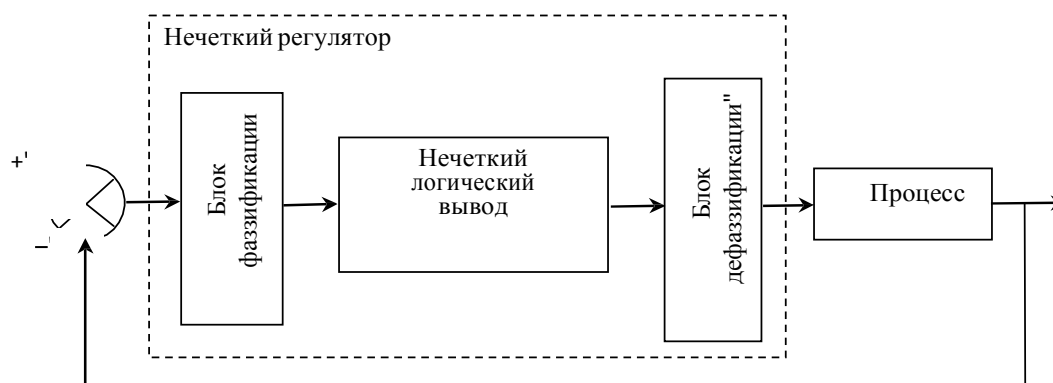 Нечеткий регулятор
+'
–'
Блок
фаззификации
Нечеткий
логический
вывод
Блок
дефаззификации"
Процесс